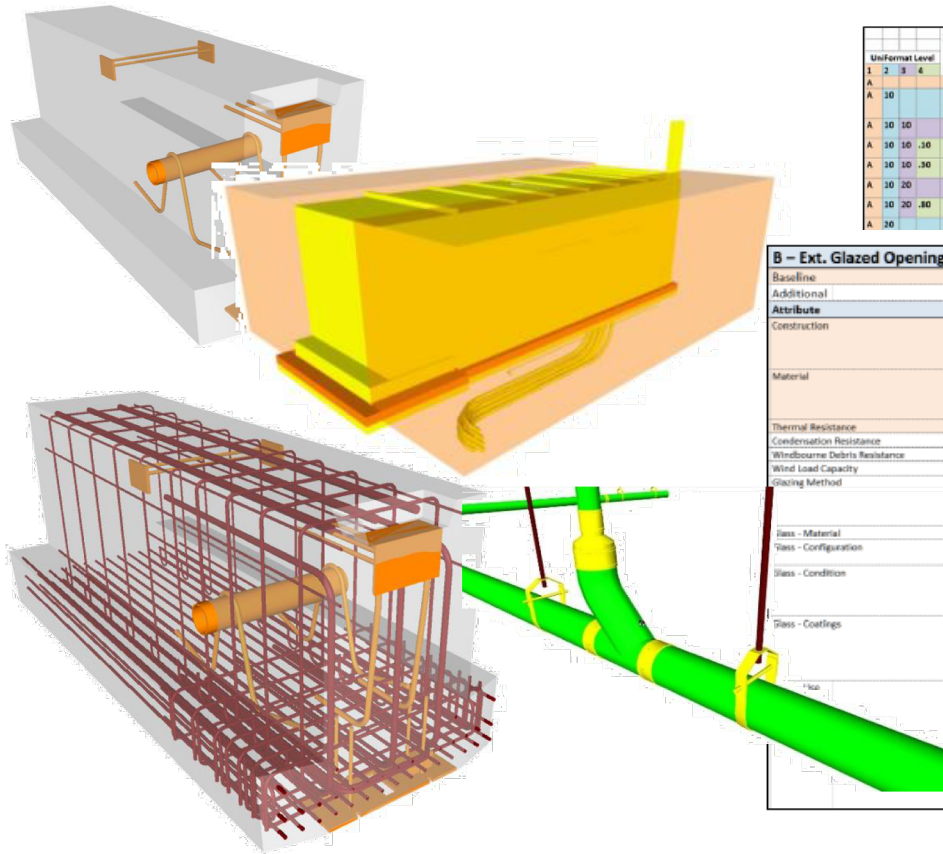 UniFormat Level
1 2 3 4
A
A 10
A 10 10
A 10 10 .10
A 10 10 .30
A 10 20
A 10 20 .80
A 20
B – Ext. Glazed Opening
Baseline
Additional
Attribute
Construction
Material
Thermal Resistance
Condensation Resistance
Windbourne Debris Resistance
Wind Load Capacity
Glazing Method
Glass - Material
Glass - Configuration
Glass - Condition
Glass - Coatings